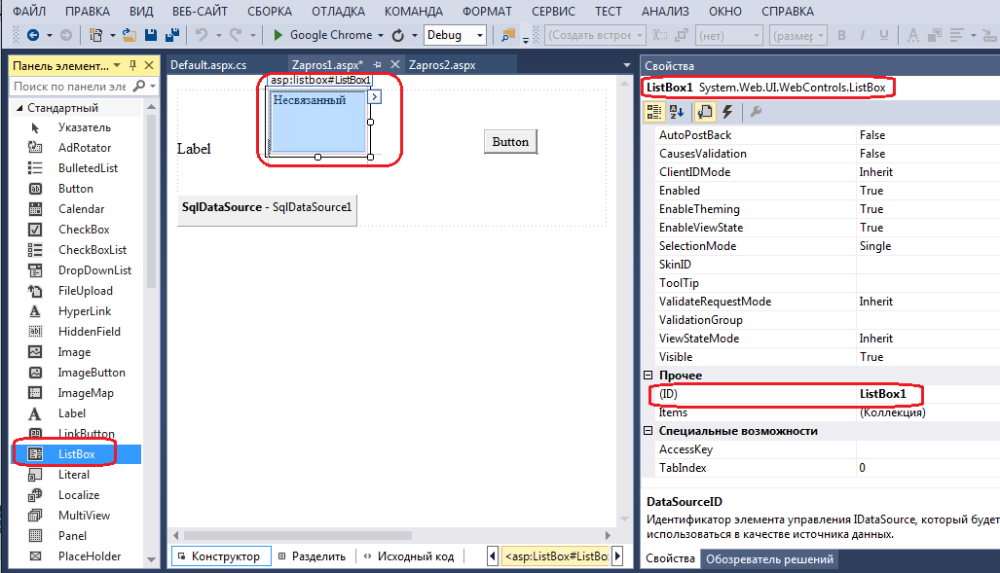 ФАЙЛ ПРАВКА ВИД ВЕБ-САЙТ СБОРКА ОТЛАДКА КОМАНДА ФОРМАТ СЕРВИС ТЕСТ АНАЛИЗ ОКНО СПРАВКА
Google Chrome Debug (Создать встрое (нет) (размер B I U A
Панель элемент...
Поиск по панели эле
Стандартный
Указатель
AdRotator
BulletedList
Button
Calendar
CheckBox
CheckBoxList
DropDownList
FileUpload
HyperLink
HiddenField
Image
ImageButton
ImageMap
Label
LinkButton
ListBox
Literal
Localize
MultiView
Panel
PlaceHolder
Default.aspx.cs Zapros1.aspx* Zapros2.aspx
asp:listbox#ListBox1
Несвязанный
Label
Button
SqlDataSource - SqlDataSource1
Конструктор Разделить Исходный код <asp:ListBox#ListBo
Свойства
ListBox1 System.Web.UI.WebControls.ListBox
AutoPostBack False
CausesValidation False
ClientIDMode Inherit
Enabled True
EnableTheming True
EnableViewState True
SelectionMode Single
SkinID
ToolTip
ValidateRequestMode Inherit
ValidationGroup
ViewStateMode Inherit
Visible True
Прочее
(ID) ListBox1
Items (Коллекция)
Специальные возможности
AccessKey
TabIndex 0
DataSourceID
Идентификатор элемента управления IDataSource, который будет
использоваться в качестве источника данных.
Свойства Обозреватель решений